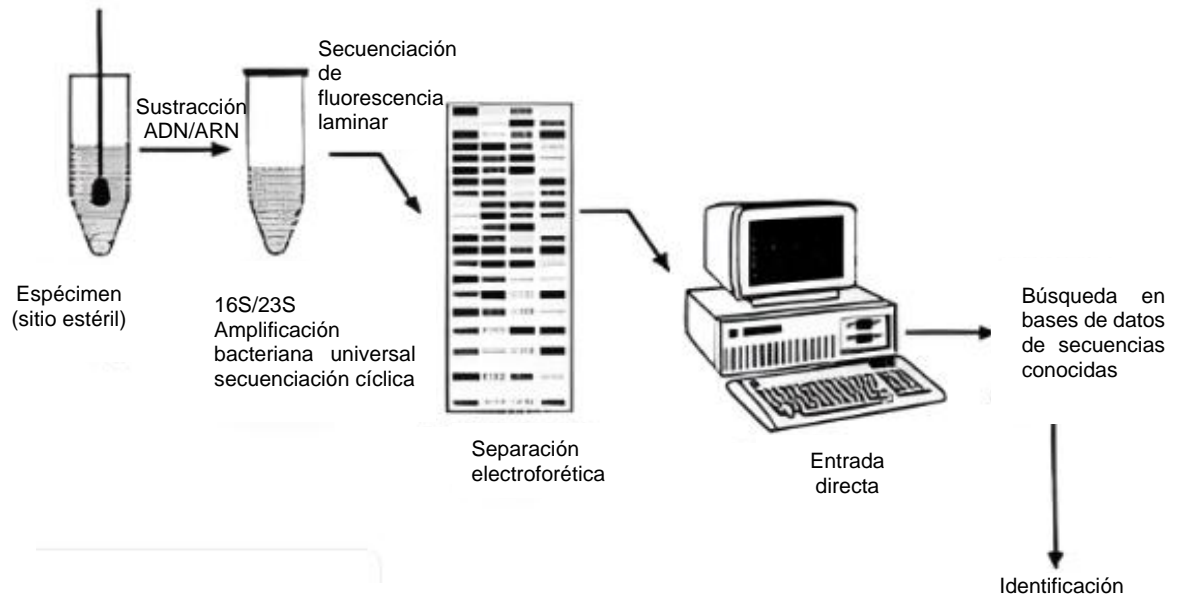 Espécimen
(sitio estéril)
Sustracción
ADN/ARN
16S/23S
Amplificación
bacteriana universal
secuenciación cíclica
Secuenciación
de
fluorescencia
laminar
Separación
electroforética
Entrada
directa
Búsqueda en
bases de datos
de secuencias
conocidas
Identificación